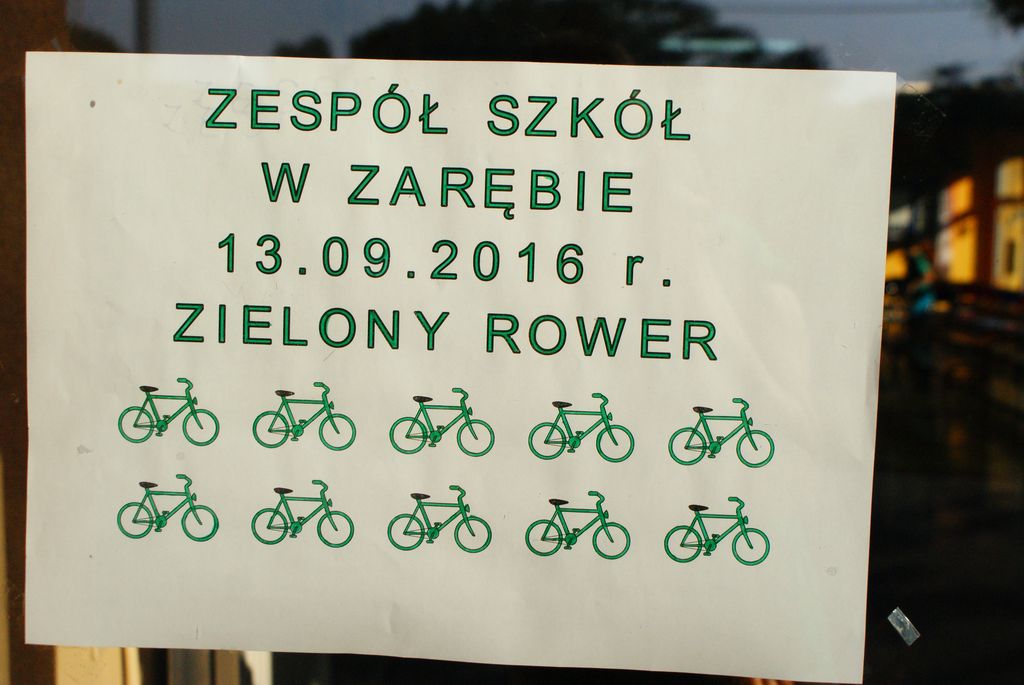 ZESPÓŁ SZKÓŁ
W ZARĘBIE
13.09.2016 r.
ZIELONY ROWER